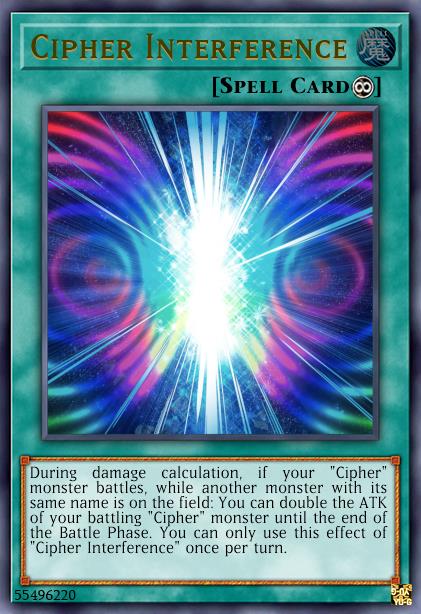 CIPHER INTERFERENCE
魔
[SPELL CARD ]
During damage calculation, if your "Cipher"
monster battles, while another monster with its
same name is on the field: You can double the ATK
of your battling "Cipher" monster until the end of
the Battle Phase. You can only use this effect of
"Cipher Interference" once per turn.
55496220